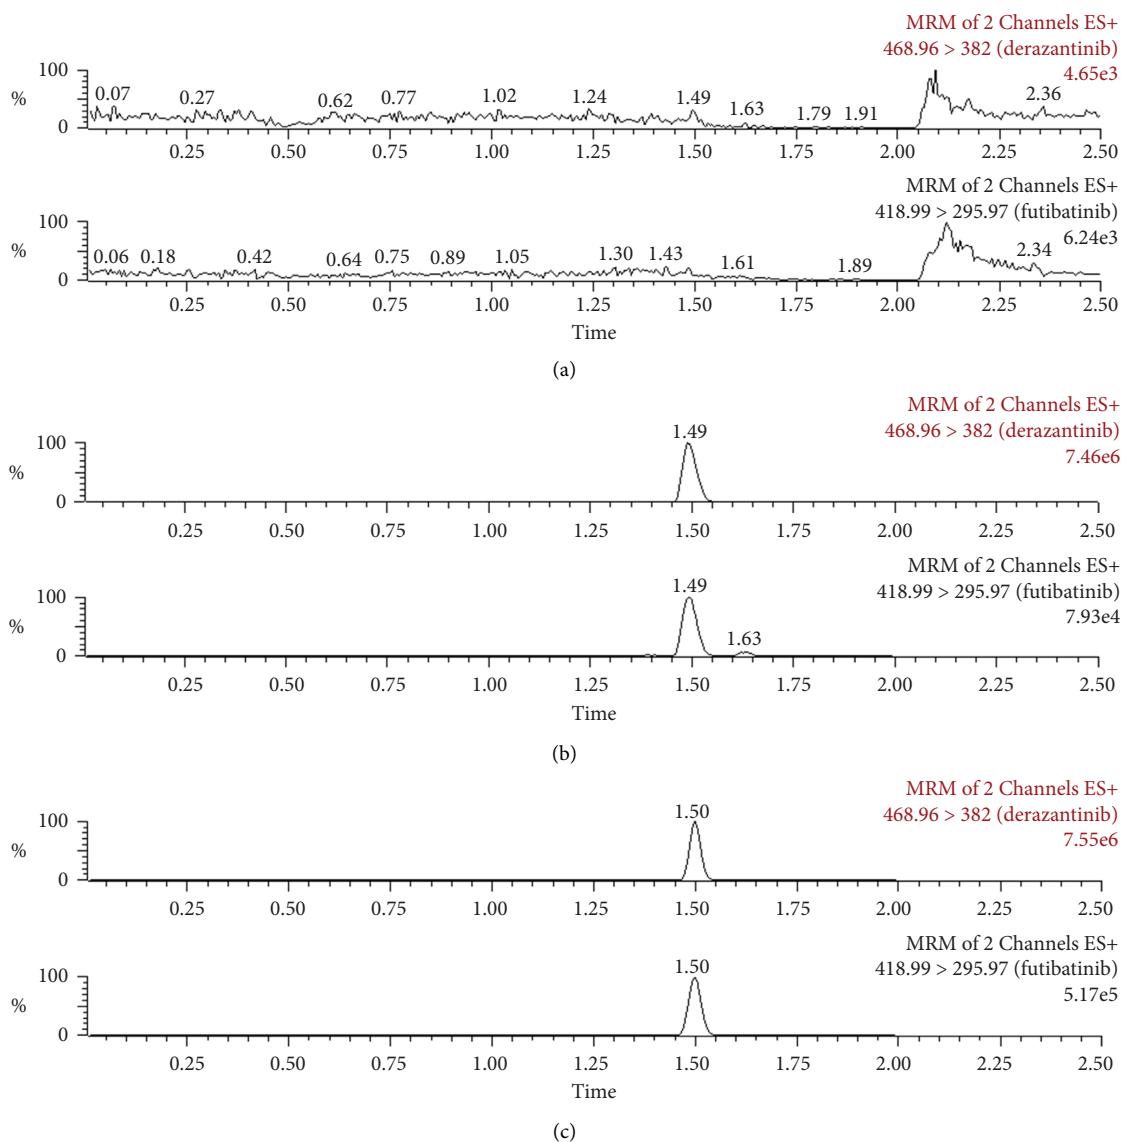 MRM of 2 Channels ES+
468.96 > 382 (derazantinib)
4.65e3
100
%
0
0.07 0.27 0.62 0.77 1.02 1.24 1.49 1.63 1.79 1.91 2.36
0.25 0.50 0.75 1.00 1.25 1.50 1.75 2.00 2.25 2.50
MRM of 2 Channels ES+
418.99 > 295.97 (futibatinib)
6.24e3
100
%
0
0.06 0.18 0.42 0.64 0.75 0.89 1.05 1.30 1.43 1.61 1.89 2.34
0.25 0.50 0.75 1.00 1.25 1.50 1.75 2.00 2.25 2.50
Time
(a)
MRM of 2 Channels ES+
468.96 > 382 (derazantinib)
7.46e6
100
%
0
1.49
0.25 0.50 0.75 1.00 1.25 1.50 1.75 2.00 2.25 2.50
MRM of 2 Channels ES+
418.99 > 295.97 (futibatinib)
7.93e4
100
%
0
1.49 1.63
0.25 0.50 0.75 1.00 1.25 1.50 1.75 2.00 2.25 2.50
Time
(b)
MRM of 2 Channels ES+
468.96 > 382 (derazantinib)
7.55e6
100
%
0
1.50
0.25 0.50 0.75 1.00 1.25 1.50 1.75 2.00 2.25 2.50
MRM of 2 Channels ES+
418.99 > 295.97 (futibatinib)
5.17e5
100
%
0
1.50
0.25 0.50 0.75 1.00 1.25 1.50 1.75 2.00 2.25 2.50
Time
(c)